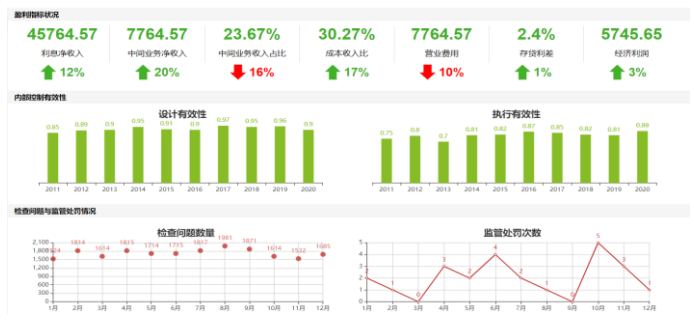 盈利指标状况
45764.57 7764.57 23.67% 30.27% 7764.57 2.4% 5745.65
利息净收入 中间业务净收入 中间业务收入占比 成本收入比 营业费用 存贷利差 经济利润
12% 20% 16% 17% 10% 1% 3%
内部控制有效性
设计有效性
0.85 0.89 0.9 0.95 0.91 0.9 0.97 0.95 0.96 0.9
2011 2012 2013 2014 2015 2016 2017 2018 2019 2020
执行有效性
0.75 0.8 0.7 0.81 0.82 0.87 0.85 0.82 0.81 0.88
2011 2012 2013 2014 2015 2016 2017 2018 2019 2020
检查问题与监管处罚情况
检查问题数量
2,100
1,800
1,500
1,200
900
600
300
0
1814 1614 1815 1714 1715 1817 1981 1871 1614 1532 1685
1月 2月 3月 4月 5月 6月 7月 8月 9月 10月 11月 12月
监管处罚次数
5
4
3
2
1
0
2 1 0 3 2 4 2 1 0 5 3 1
1月 2月 3月 4月 5月 6月 7月 8月 9月 10月 11月 12月